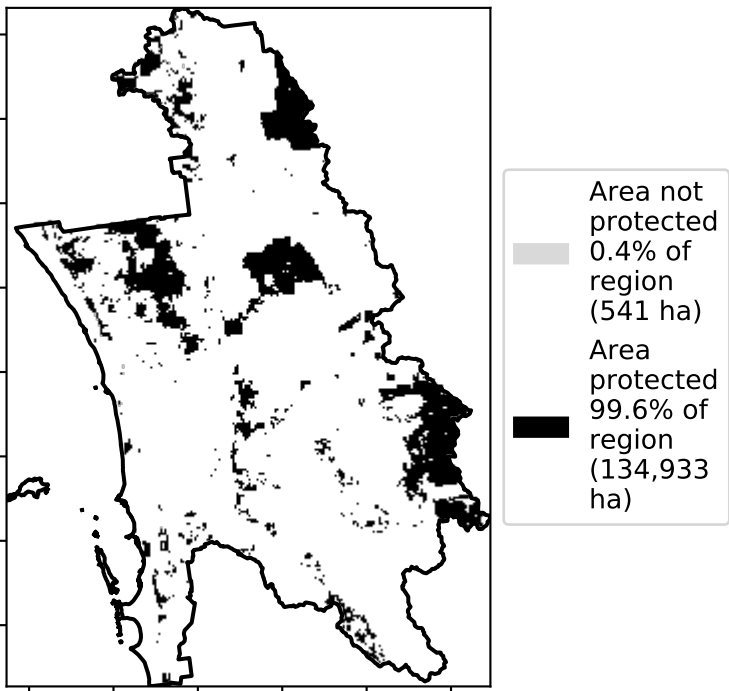 Area not
protected
0.4% of
region
(541 ha)
Area
protected
99.6% of
region
(134,933
ha)